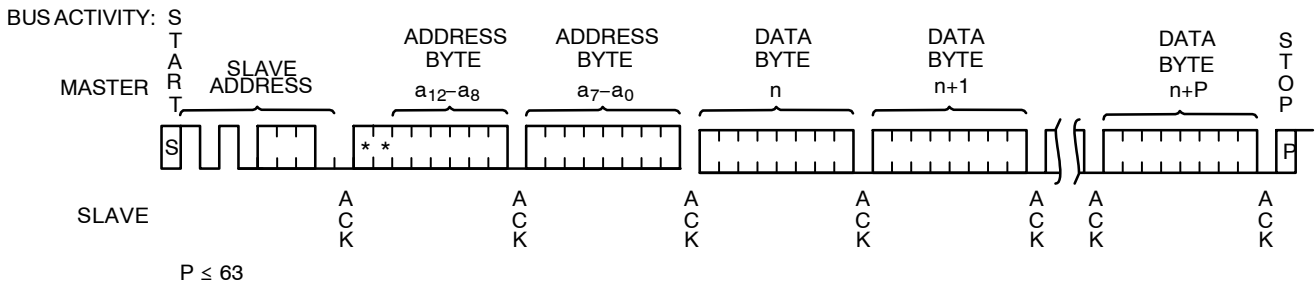 BUS ACTIVITY:
MASTER
START
SLAVE
ADDRESS
ADDRESS
BYTE
a12–a8
ADDRESS
BYTE
a7–a0
DATA
BYTE
n
DATA
BYTE
n+1
DATA
BYTE
n+P
STOP
S
* *
P
SLAVE
ACK
ACK
ACK
ACK
ACK
ACK
ACK
P ≤ 63